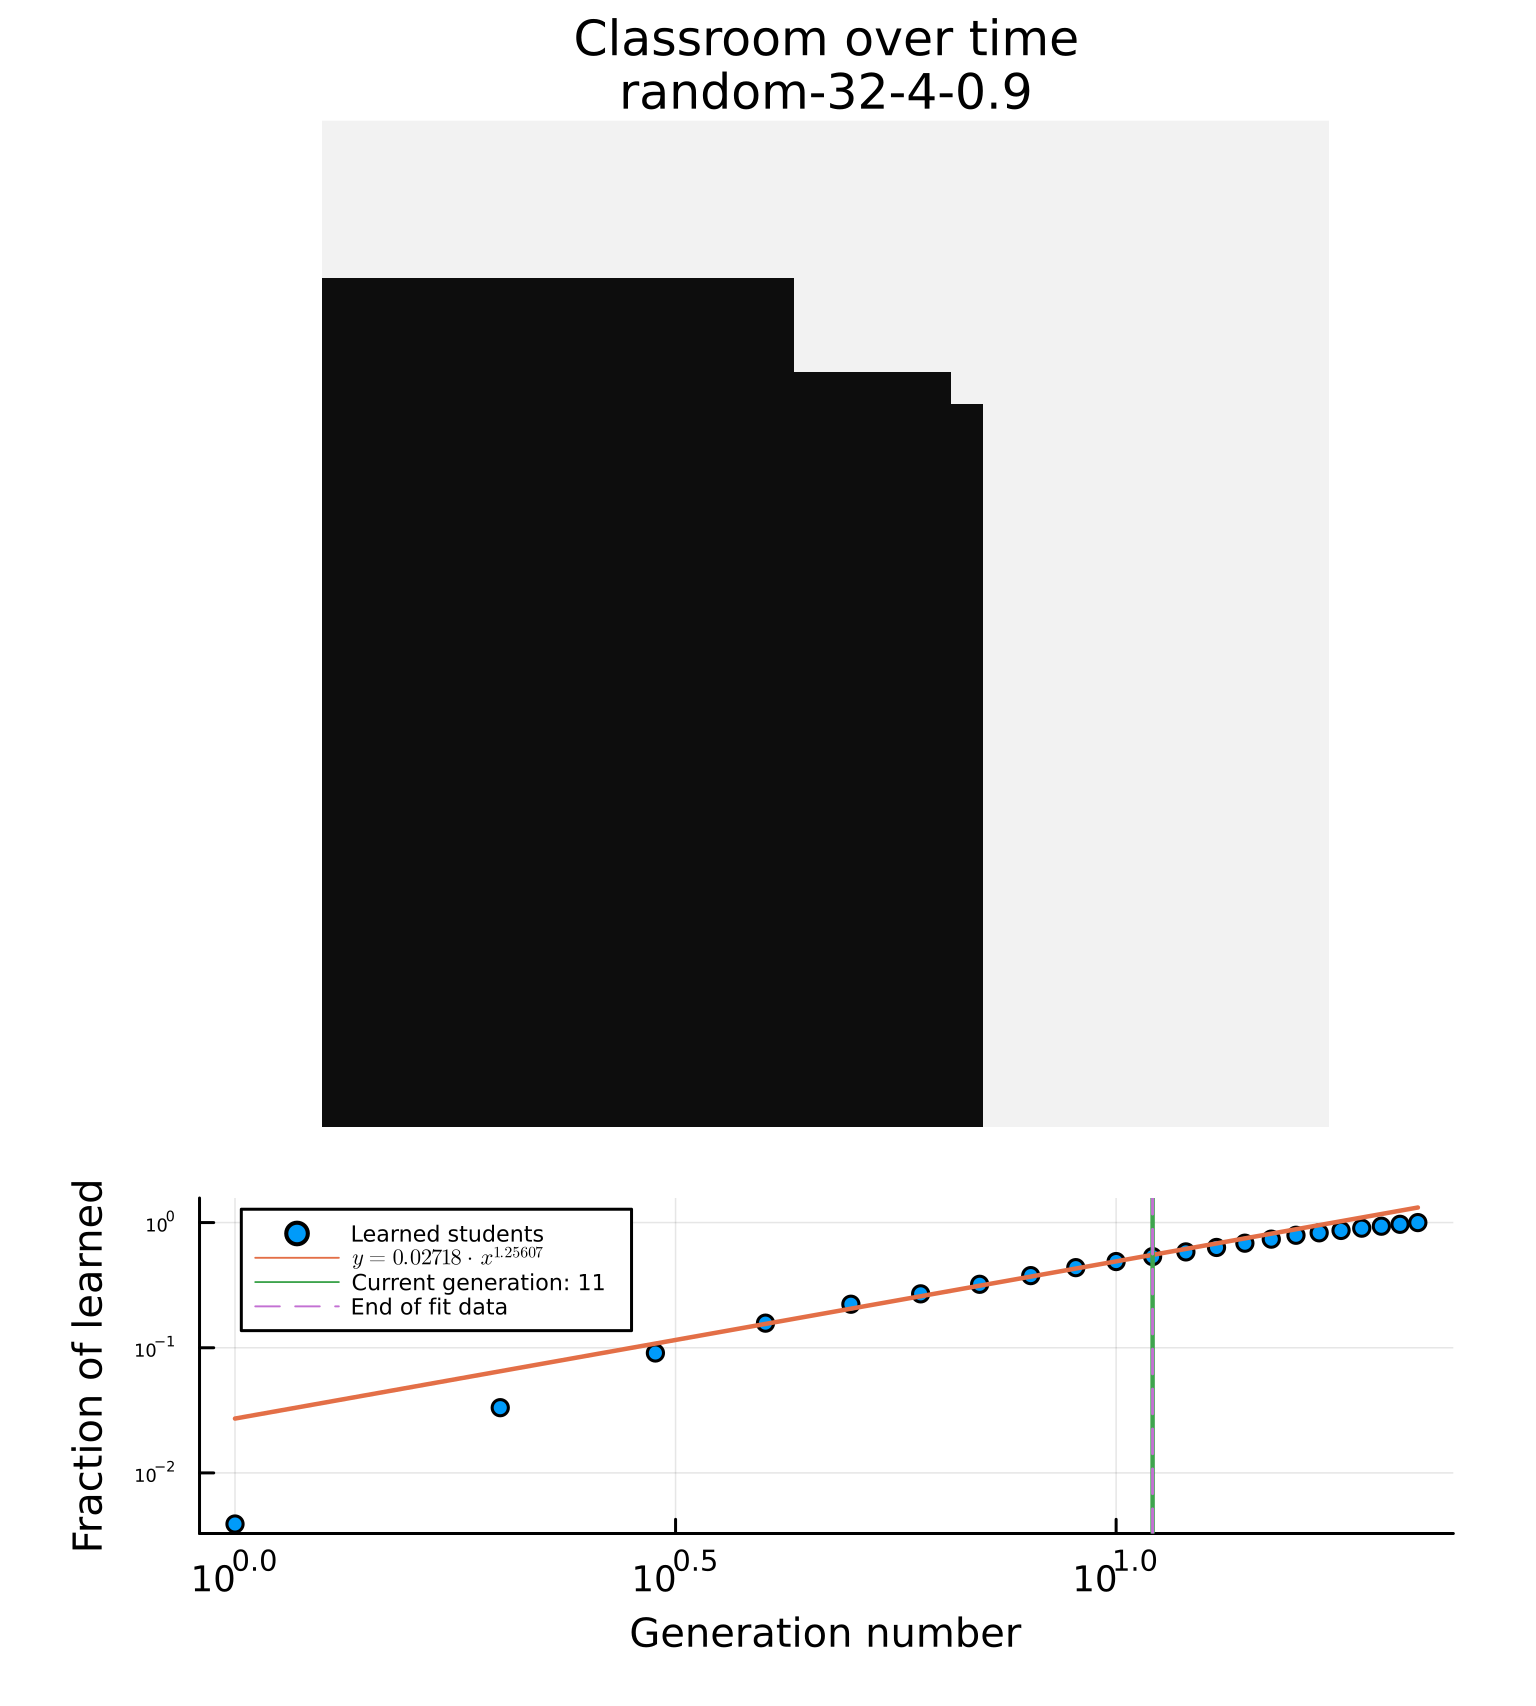 Classroom over time
random-32-4-0.9
Fraction of learned
10^0
10^−1
10^−2
Learned students
y = 0.02718 · x^1.25607
Current generation: 11
End of fit data
10^0.0
10^0.5
10^1.0
Generation number